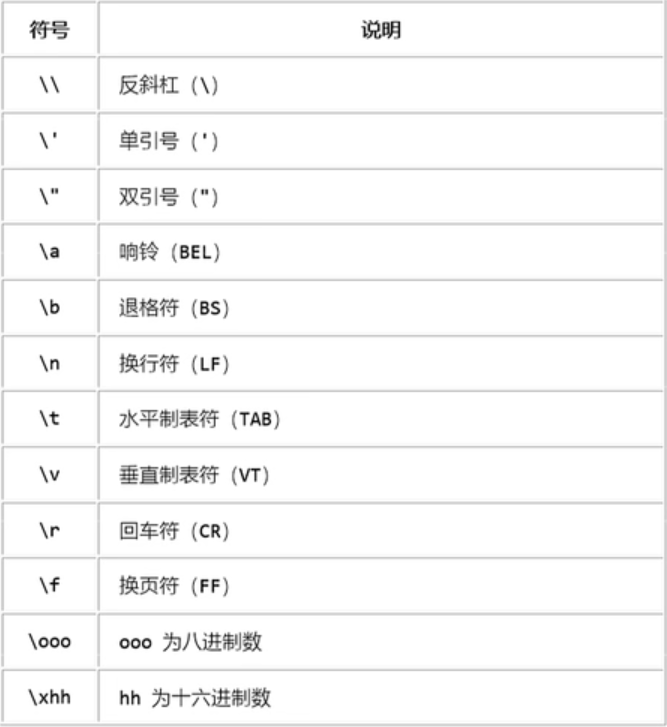 符号 说明
\\ 反斜杠 (\)
\' 单引号 (')
\" 双引号 (")
\a 响铃 (BEL)
\b 退格符 (BS)
\n 换行符 (LF)
\t 水平制表符 (TAB)
\v 垂直制表符 (VT)
\r 回车符 (CR)
\f 换页符 (FF)
\ooo ooo 为八进制数
\xhh hh 为十六进制数